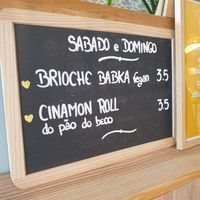 SABADO e DOMINGO
BRIOCHE BABKA Vegan 3.5
CINAMON ROLL 3.5
do pão do beco